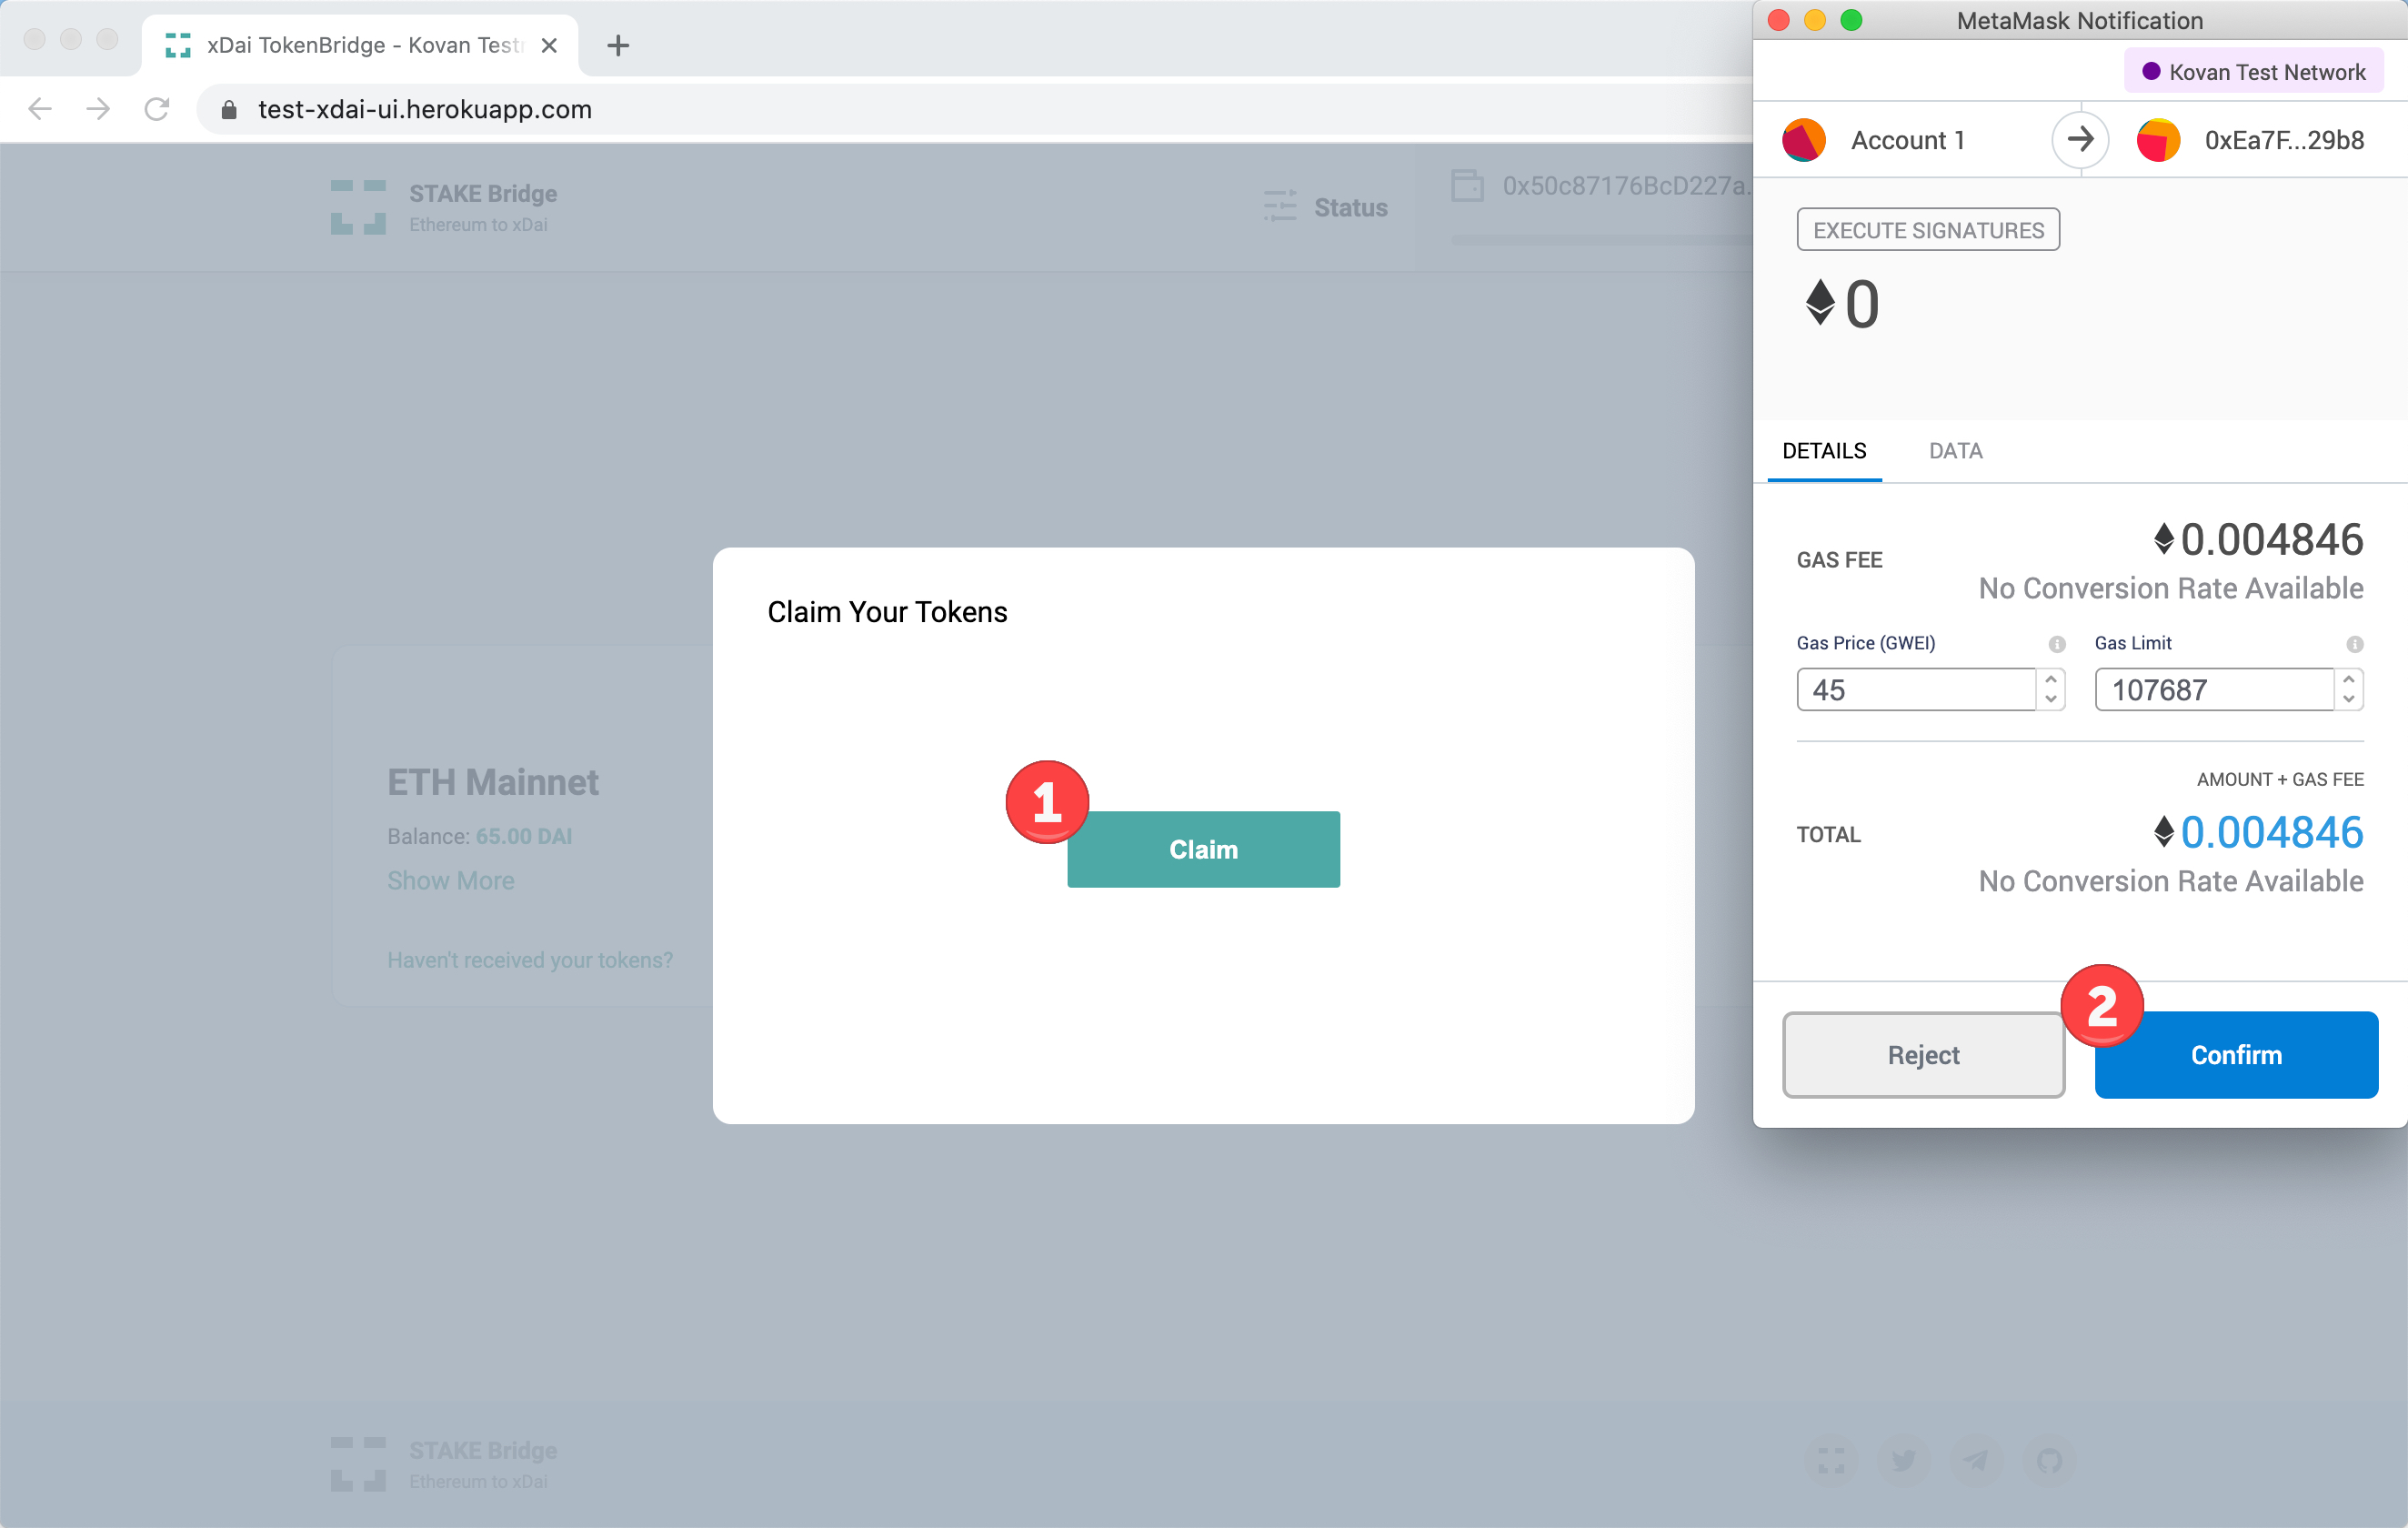 xDai TokenBridge - Kovan Testn
test-xdai-ui.herokuapp.com
STAKE Bridge
Ethereum to xDai
Status
0x50c87176BcD227a.
Claim Your Tokens
1
Claim
ETH Mainnet
Balance: 65.00 DAI
Show More
Haven't received your tokens?
STAKE Bridge
Ethereum to xDai
MetaMask Notification
Kovan Test Network
Account 1
0xEa7F...29b8
EXECUTE SIGNATURES
0
DETAILS
DATA
GAS FEE
0.004846
No Conversion Rate Available
Gas Price (GWEI)
Gas Limit
45
107687
AMOUNT + GAS FEE
TOTAL
0.004846
No Conversion Rate Available
2
Reject
Confirm